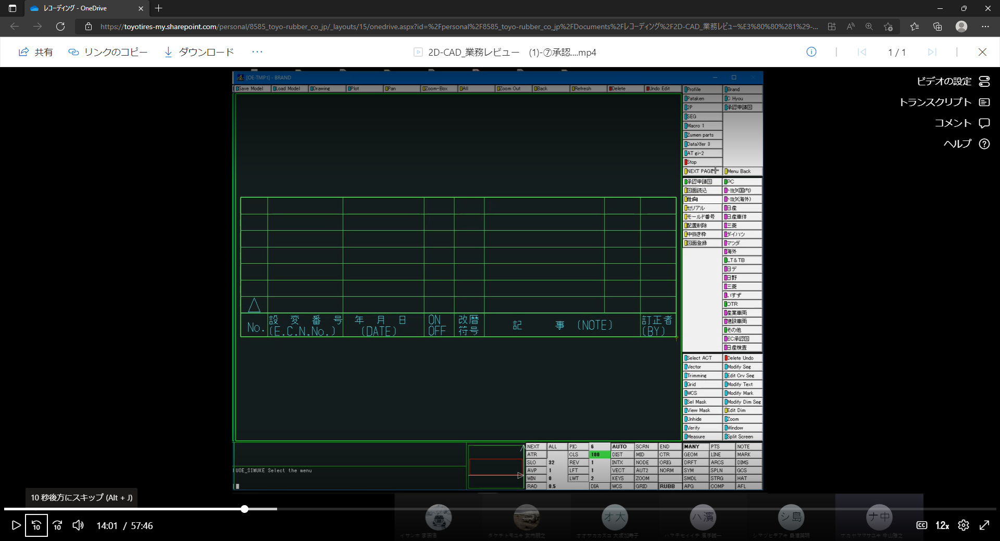 レコーディング - OneDrive
https://toyotires-my.sharepoint.com/personal/8585_toyo-rubber_co_jp/_layouts/15/onedrive.aspx?id=%2Fpersonal%2F8585_toyo-rubber_co_jp%2FDocuments%2Fレコーディング%2F2D-CAD_業務レビュー%E3%80%80%281%29-...
共有 リンクのコピー ダウンロード ···
2D-CAD_業務レビュー (1)-⑦承認....mp4
1 / 1
ビデオの設定
トランスクリプト
コメント
ヘルプ
[OE-TMP1] - BRAND
Save Model Load Model Drawing Plot Pan Zoom-Box All Zoom Out Back Refresh Delete Undo Edit
Profile Brand
Pataken C Hyou
2P 承認申請図
SEG
Macro 1
Zumen parts
DataXfer 3
AT gi-2
Stop
NEXT PAGE Menu Back
承認申請図 PC
図面読込 トヨタ(国内)
仕向 トヨタ(海外)
セリアル 日産
モールド番号 日産車体
配置削除 三菱
中抜き枠 ダイハツ
図面登録 マツダ
海外
LT&TB
日デ
日野
三菱
いすず
OTR
産業車両
建設車両
その他
EC承認図
日産検査
Select ACT Delete Undo
Vector Modify Seg
Trimming Edit Crv Seg
Grid Modify Text
WCS Modify Mark
Sel Mask Modify Dim Seg
View Mask Edit Dim
Unhide Zoom
Verify Window
Measure Split Screen
No. 設変番号 (E.C.N.No.) 年月日 (DATE) ON OFF 改暦符号 記事 (NOTE) 訂正者 (BY)
NEXT ALL PIC 6 AUTO SCRN END MANY PTS NOTE
ATR CLS 100 DIST MID CTR GEOM LINE MARK
SLO 32 REV 1 INTX NODE ORIG DRFT ARCS DIMS
AVP 1 LFT 1 VECT AUT2 NORM SYM SPLN GCS
WIN 0 LWT 2 KEYS ZOOM SMDL STRG HAT
RAD 0.5 DIA WCS GRID RUBB APG COMP AFL
UOE_SIMUKE Select the menu
10 秒後方にスキップ (Alt + J)
10 10 14:01 / 57:46
オ大 ハ濱 シ島 ナ中
CC 1.2x